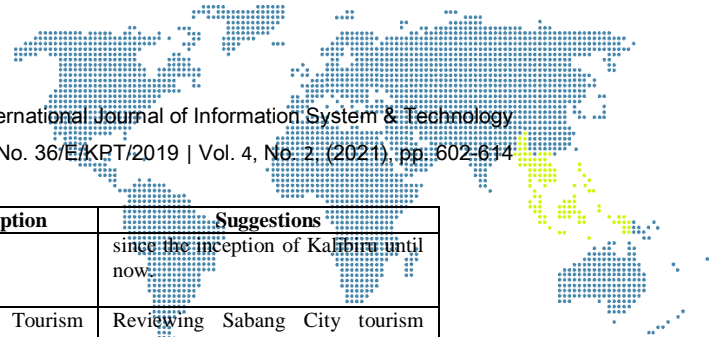 ernational Journal of Information System & Technology
No. 36/E/KPT/2019 | Vol. 4, No. 2, (2021), pp. 602-614
ption Suggestions
since the inception of Kalibiru until
now.
Tourism Reviewing Sabang City tourism